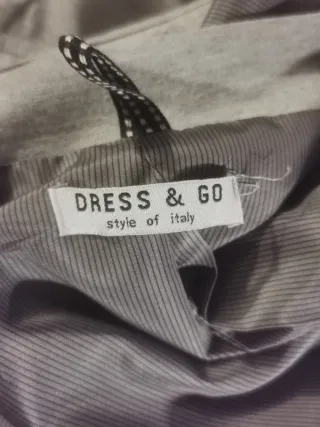 DRESS & GO
style of italy